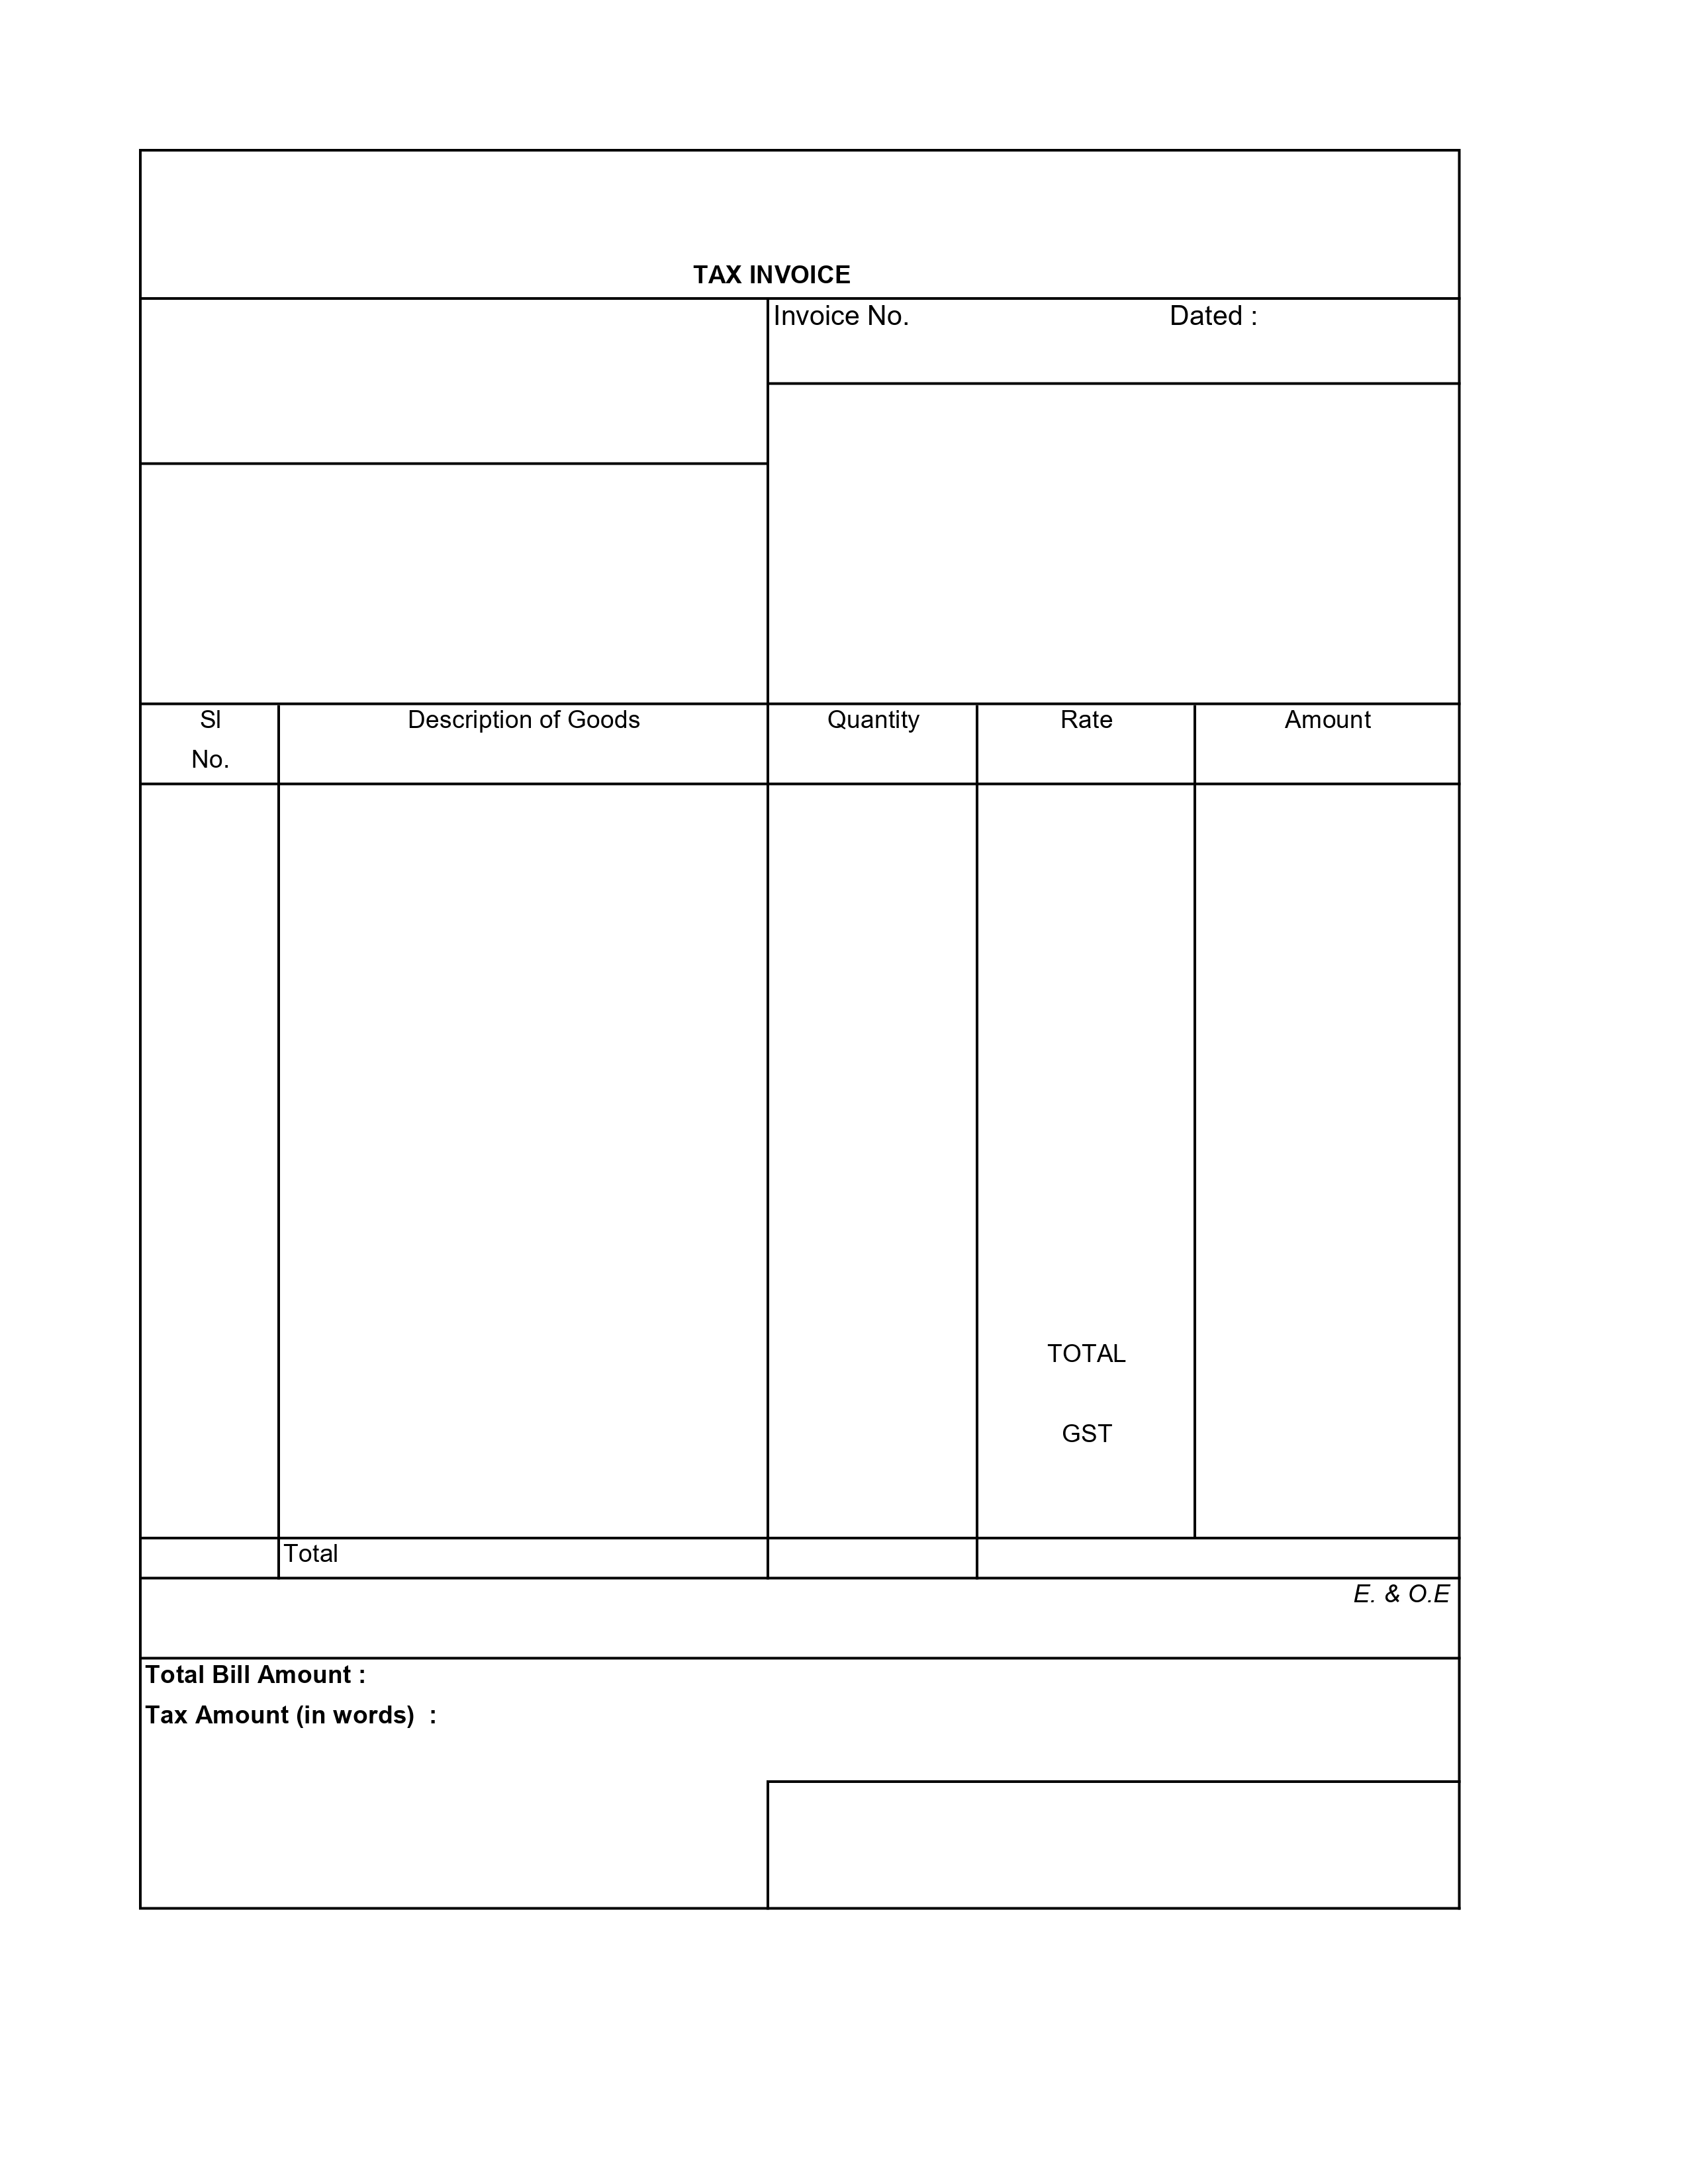 TAX INVOICE
Invoice No. Dated :
Sl No. Description of Goods Quantity Rate Amount
TOTAL
GST
Total
E. & O.E
Total Bill Amount :
Tax Amount (in words)  :